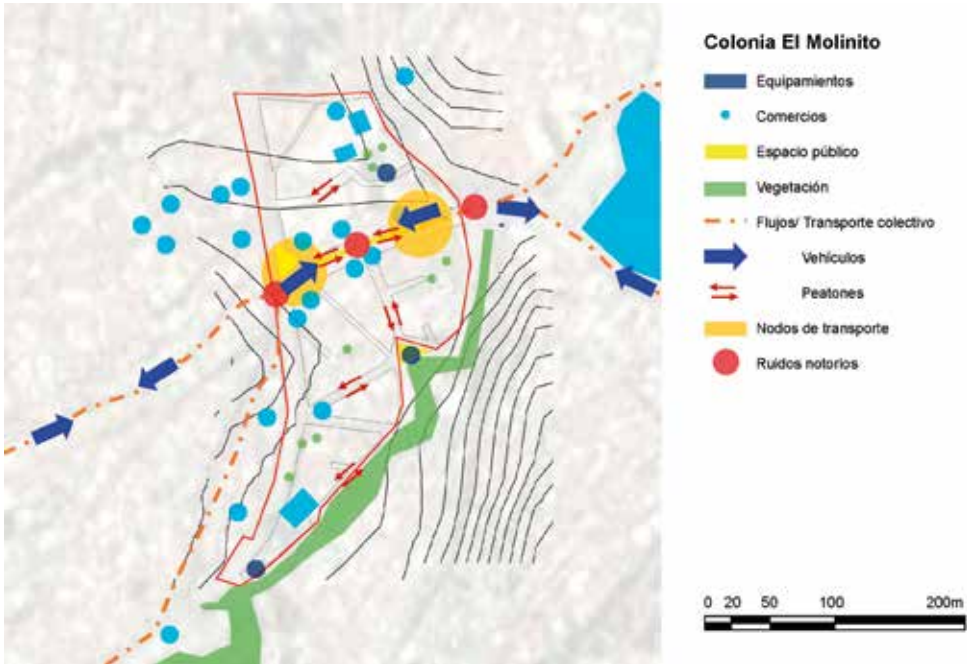 Colonia El Molinito
Equipamientos
Comercios
Espacio público
Vegetación
Flujos/ Transporte colectivo
Vehículos
Peatones
Nodos de transporte
Ruidos notorios
0 20 50 100 200m